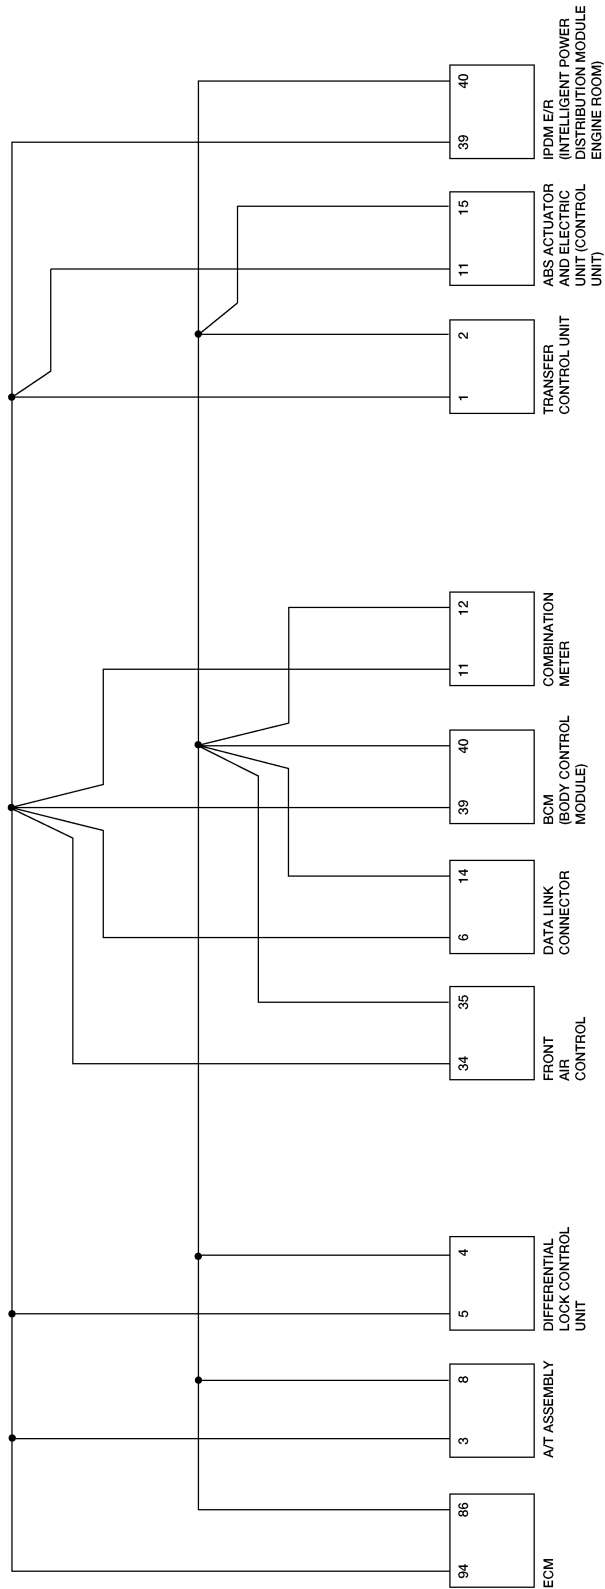 94
86
ECM
3
8
A/T ASSEMBLY
5
4
DIFFERENTIAL
LOCK CONTROL
UNIT
34
35
FRONT
AIR
CONTROL
6
14
DATA LINK
CONNECTOR
39
40
BCM
(BODY CONTROL
MODULE)
11
12
COMBINATION
METER
1
2
TRANSFER
CONTROL UNIT
11
15
ABS ACTUATOR
AND ELECTRIC
UNIT (CONTROL
UNIT)
39
40
IPDM E/R
(INTELLIGENT POWER
DISTRIBUTION MODULE
ENGINE ROOM)